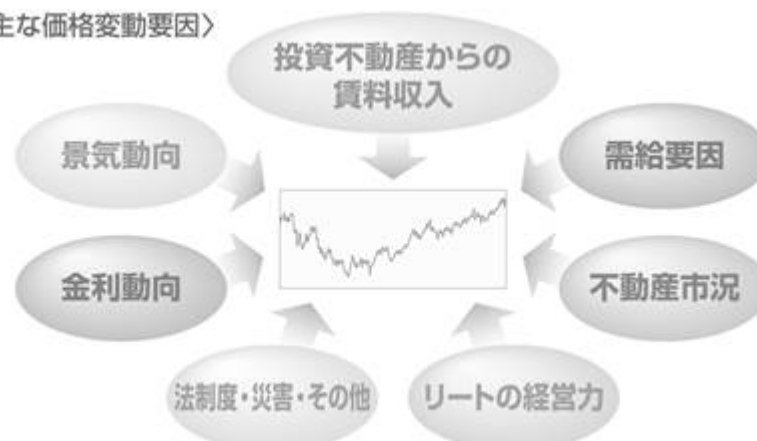 主な価格変動要因〉
投資不動産からの
賃料収入
景気動向
需給要因
金利動向
不動産市況
法制度・災害・その他
リートの経営力